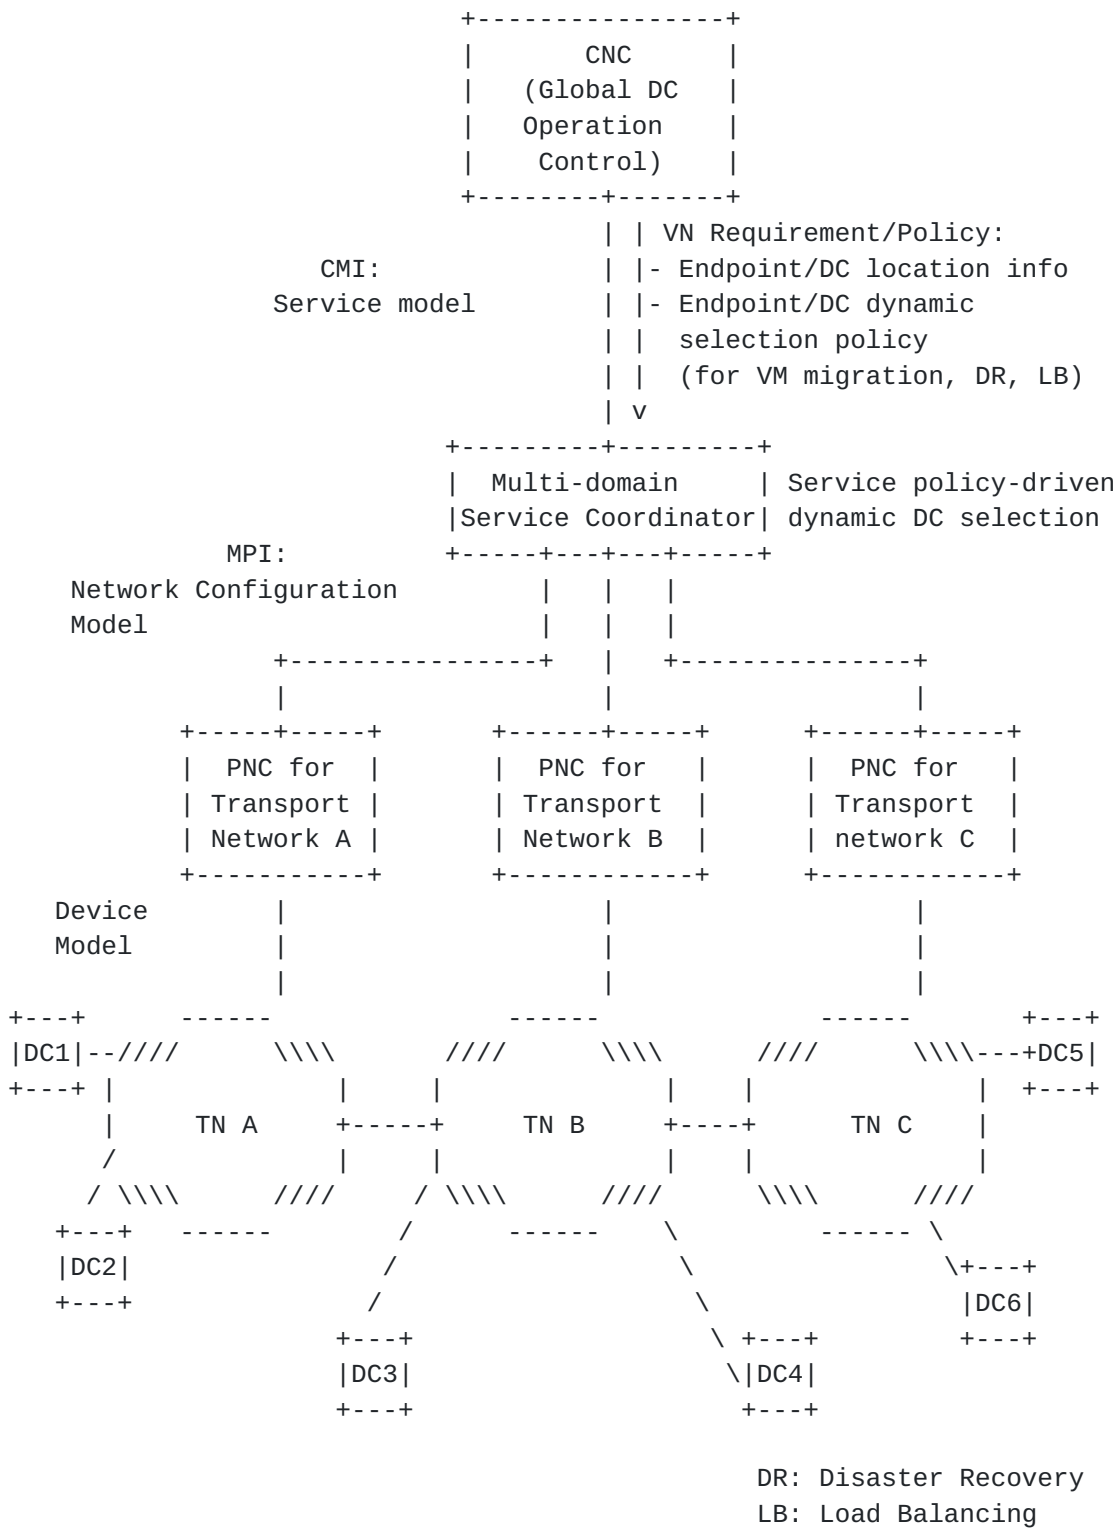 CNC
(Global DC
Operation
Control)
VN Requirement/Policy:
CMI: - Endpoint/DC location info
Service model - Endpoint/DC dynamic
selection policy
(for VM migration, DR, LB)
v
Multi-domain Service policy-driven
Service Coordinator dynamic DC selection
MPI:
Network Configuration
Model
PNC for PNC for PNC for
Transport Transport Transport
Network A Network B network C
Device
Model
DC1 DC5
TN A TN B TN C
DC2
DC6
DC3 DC4
DR: Disaster Recovery
LB: Load Balancing